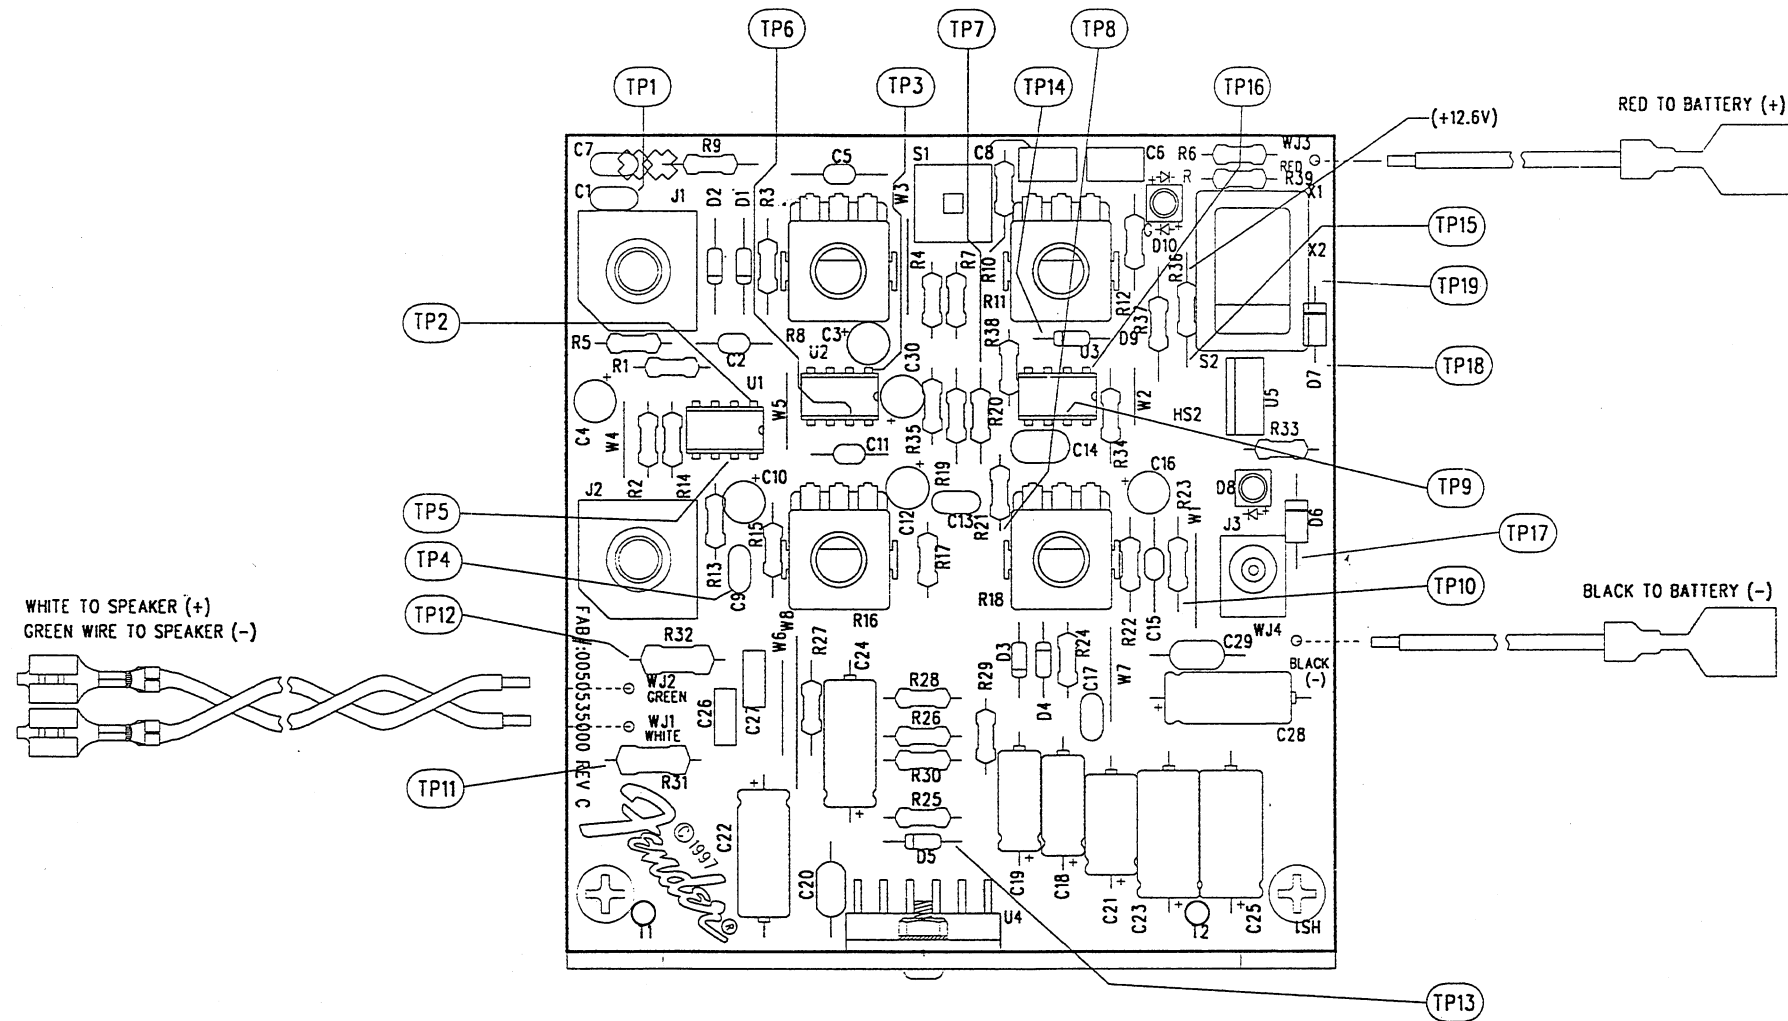 TP6
TP7
TP8
TP1
TP3
TP14
TP16
(+12.6V)
RED TO BATTERY (+)
C7
R9
C5
S1
C8
C6
R6
WJ3
RED
R39
X1
C1
J1
D2
D1
R3
W3
R
G
D10
TP15
X2
R4
R7
R10
R36
TP19
TP2
R11
R12
R37
R8
C3+
R38
D9
R5
C2
U2
C30
U3
S2
TP18
R1
U1
D7
C4
W4
W5
R35
R20
W2
HS2
U5
R33
C11
C14
R34
R2
R14
C10
R19
C16
R23
D8
TP9
J2
C12
C13
R21
W1
J3
D6
TP5
R15
R17
TP17
TP4
R13
C9
TP10
BLACK TO BATTERY (-)
WHITE TO SPEAKER (+)
GREEN WIRE TO SPEAKER (-)
TP12
R16
R18
R22
C15
WJ4
R32
W6
W8
R27
C24
D3
R24
C29
BLACK
(-)
WJ2
GREEN
R28
R29
C17
W7
C26
C27
D4
WJ1
WHITE
R26
C28
FAB#:0050535000 REV C
TP11
R31
R30
R25
C22
D5
Fender®
©1997
C20
C19
C18
C21
C23
C25
U4
HS1
TP13